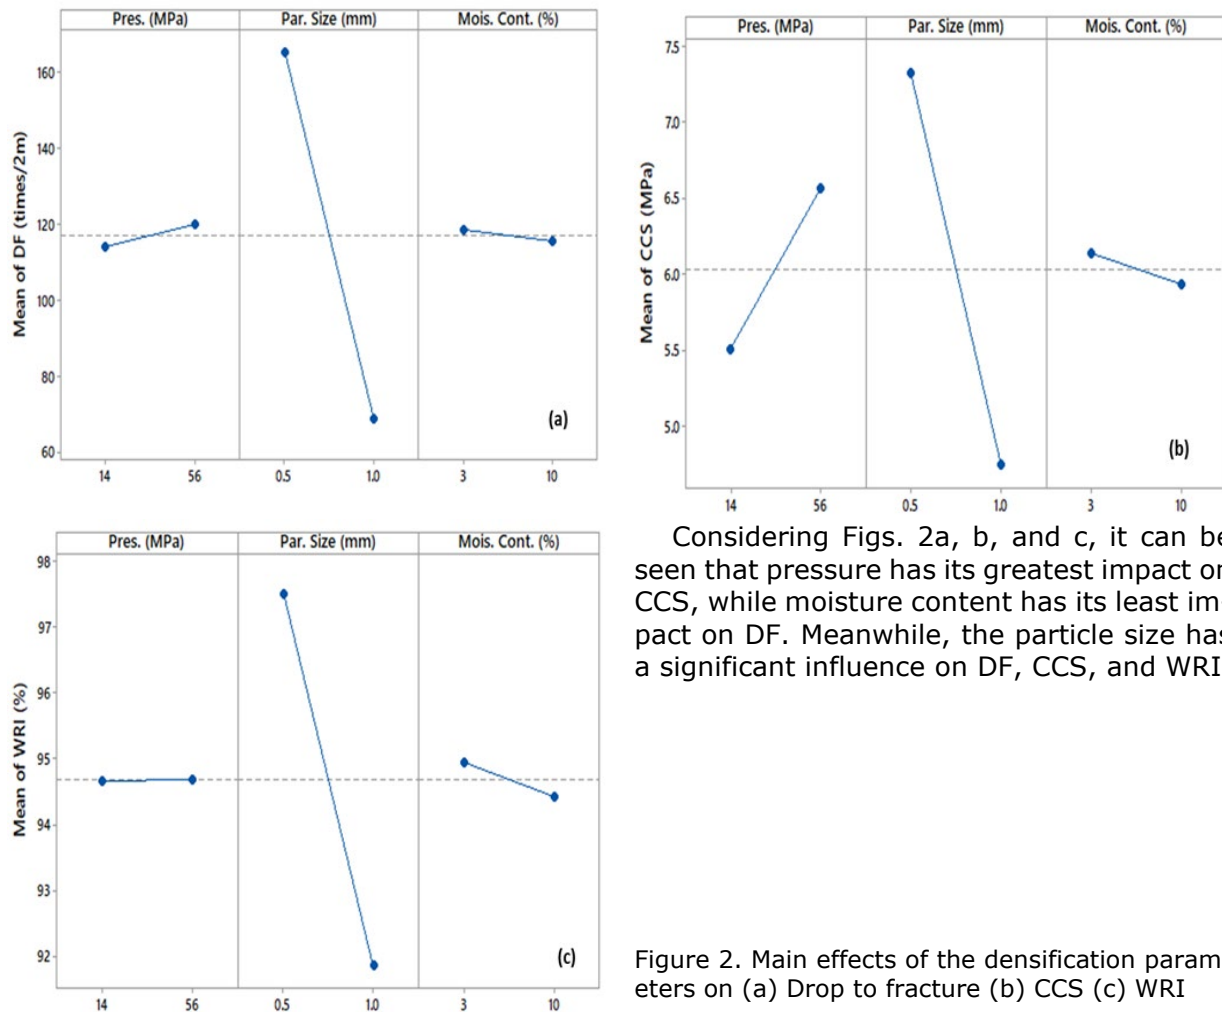 Pres. (MPa) Par. Size (mm) Mois. Cont. (%)
160
140
120
100
80
60
Mean of DF (times/2m)
(a)
14 56 0.5 1.0 3 10
Pres. (MPa) Par. Size (mm) Mois. Cont. (%)
7.5
7.0
6.5
6.0
5.5
5.0
Mean of CCS (MPa)
(b)
14 56 0.5 1.0 3 10
Pres. (MPa) Par. Size (mm) Mois. Cont. (%)
98
97
96
95
94
93
92
Mean of WRI (%)
(c)
14 56 0.5 1.0 3 10
Considering Figs. 2a, b, and c, it can be
seen that pressure has its greatest impact on
CCS, while moisture content has its least im-
pact on DF. Meanwhile, the particle size has
a significant influence on DF, CCS, and WRI
Figure 2. Main effects of the densification param
eters on (a) Drop to fracture (b) CCS (c) WRI